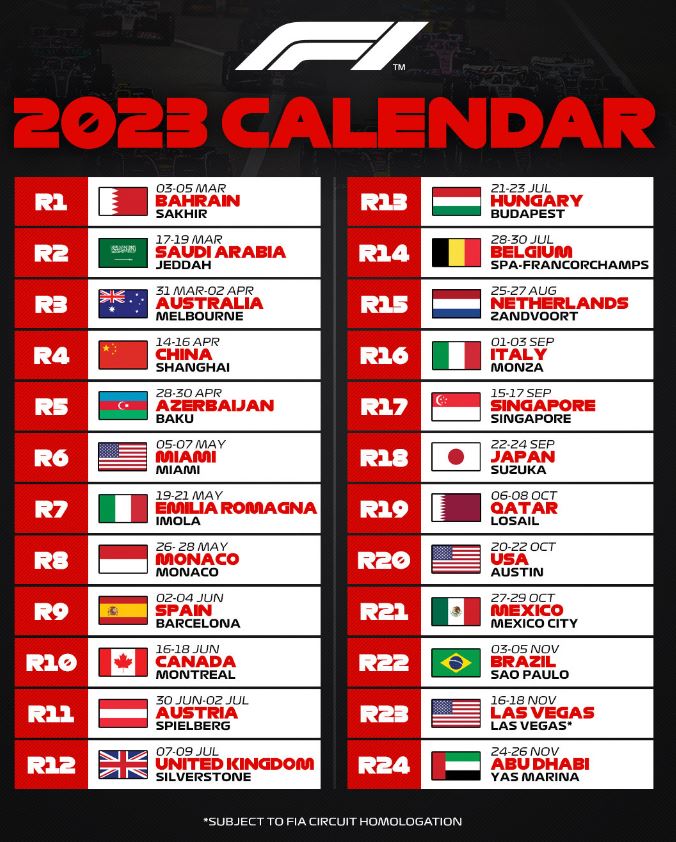 F1
TM
2023 CALENDAR
R1
03-05 MAR
BAHRAIN
SAKHIR
R2
17-19 MAR
SAUDI ARABIA
JEDDAH
R3
31 MAR-02 APR
AUSTRALIA
MELBOURNE
R4
14-16 APR
CHINA
SHANGHAI
R5
28-30 APR
AZERBAIJAN
BAKU
R6
05-07 MAY
MIAMI
MIAMI
R7
19-21 MAY
EMILIA ROMAGNA
IMOLA
R8
26- 28 MAY
MONACO
MONACO
R9
02-04 JUN
SPAIN
BARCELONA
R10
16-18 JUN
CANADA
MONTREAL
R11
30 JUN-02 JUL
AUSTRIA
SPIELBERG
R12
07-09 JUL
UNITED KINGDOM
SILVERSTONE
R13
21-23 JUL
HUNGARY
BUDAPEST
R14
28-30 JUL
BELGIUM
SPA-FRANCORCHAMPS
R15
25-27 AUG
NETHERLANDS
ZANDVOORT
R16
01-03 SEP
ITALY
MONZA
R17
15-17 SEP
SINGAPORE
SINGAPORE
R18
22-24 SEP
JAPAN
SUZUKA
R19
06-08 OCT
QATAR
LOSAIL
R20
20-22 OCT
USA
AUSTIN
R21
27-29 OCT
MEXICO
MEXICO CITY
R22
03-05 NOV
BRAZIL
SAO PAULO
R23
16-18 NOV
LAS VEGAS
LAS VEGAS*
R24
24-26 NOV
ABU DHABI
YAS MARINA
*SUBJECT TO FIA CIRCUIT HOMOLOGATION